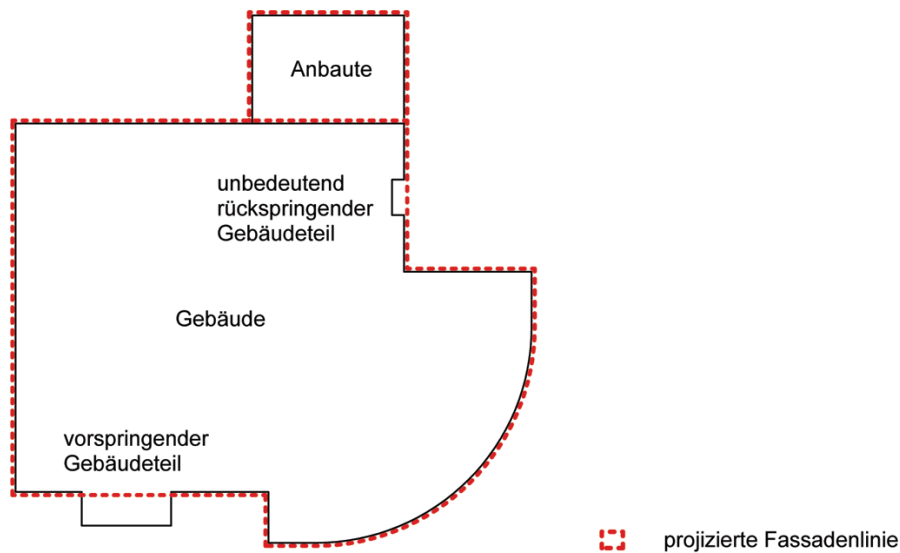 Anbaute
unbedeutend
rückspringender
Gebäudeteil
Gebäude
vorspringender
Gebäudeteil
projizierte Fassadenlinie